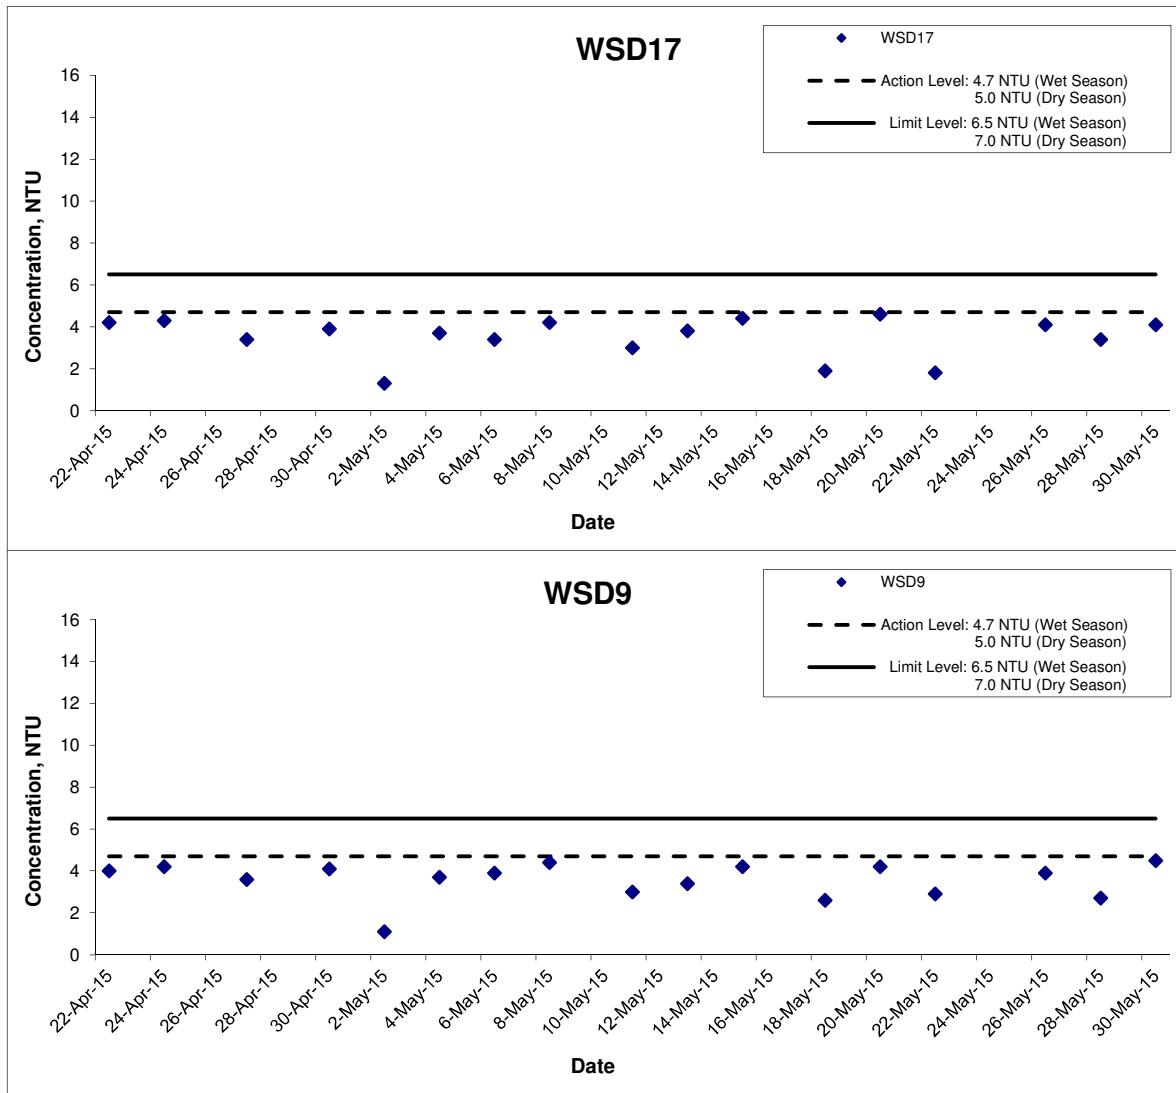 WSD17
WSD17
Action Level: 4.7 NTU (Wet Season)
5.0 NTU (Dry Season)
Limit Level: 6.5 NTU (Wet Season)
7.0 NTU (Dry Season)
Concentration, NTU
16
14
12
10
8
6
4
2
0
22-Apr-15
24-Apr-15
26-Apr-15
28-Apr-15
30-Apr-15
2-May-15
4-May-15
6-May-15
8-May-15
10-May-15
12-May-15
14-May-15
16-May-15
18-May-15
20-May-15
22-May-15
24-May-15
26-May-15
28-May-15
30-May-15
Date
WSD9
WSD9
Action Level: 4.7 NTU (Wet Season)
5.0 NTU (Dry Season)
Limit Level: 6.5 NTU (Wet Season)
7.0 NTU (Dry Season)
Concentration, NTU
16
14
12
10
8
6
4
2
0
22-Apr-15
24-Apr-15
26-Apr-15
28-Apr-15
30-Apr-15
2-May-15
4-May-15
6-May-15
8-May-15
10-May-15
12-May-15
14-May-15
16-May-15
18-May-15
20-May-15
22-May-15
24-May-15
26-May-15
28-May-15
30-May-15
Date